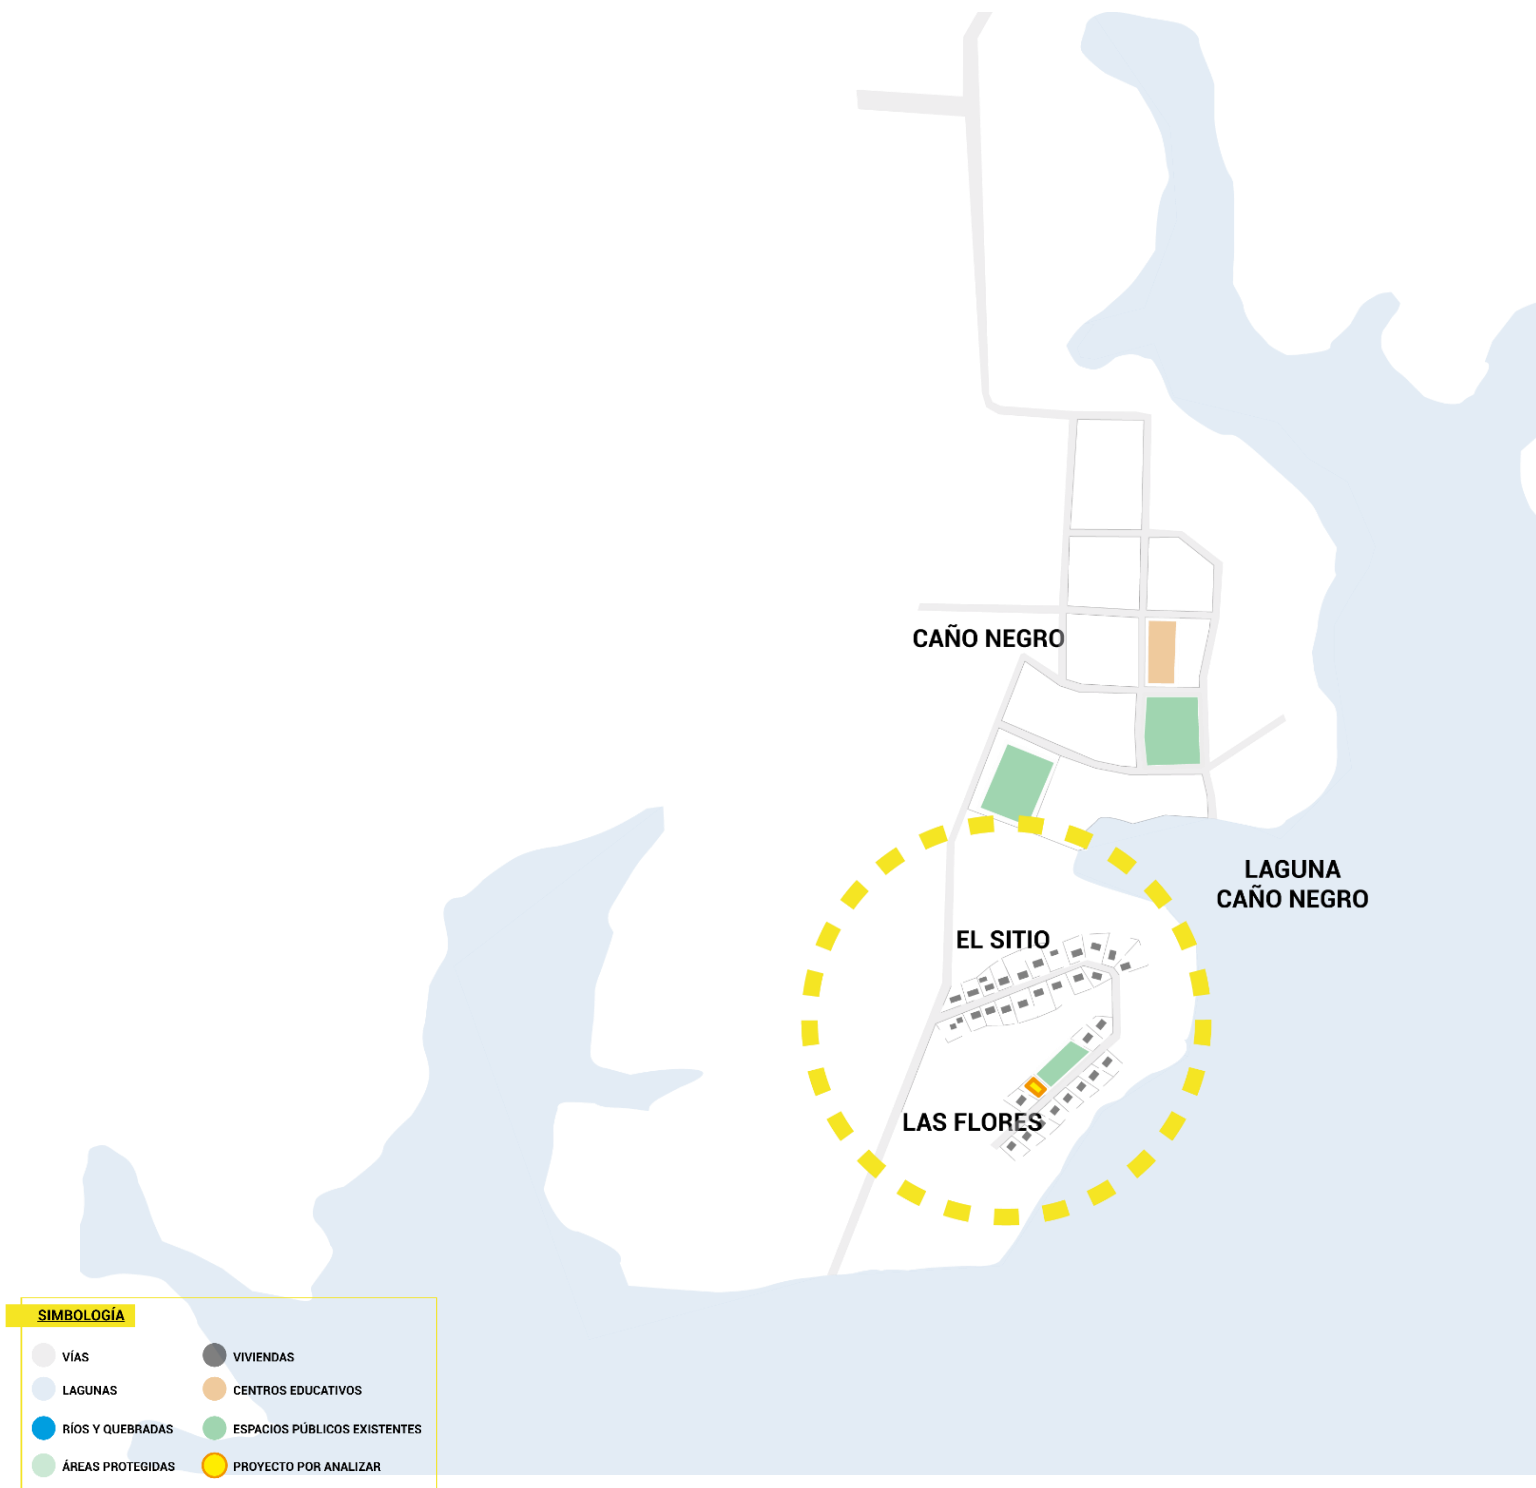 CAÑO NEGRO
LAGUNA
CAÑO NEGRO
EL SITIO
LAS FLORES
SIMBOLOGÍA
VÍAS
VIVIENDAS
LAGUNAS
CENTROS EDUCATIVOS
RÍOS Y QUEBRADAS
ESPACIOS PÚBLICOS EXISTENTES
ÁREAS PROTEGIDAS
PROYECTO POR ANALIZAR